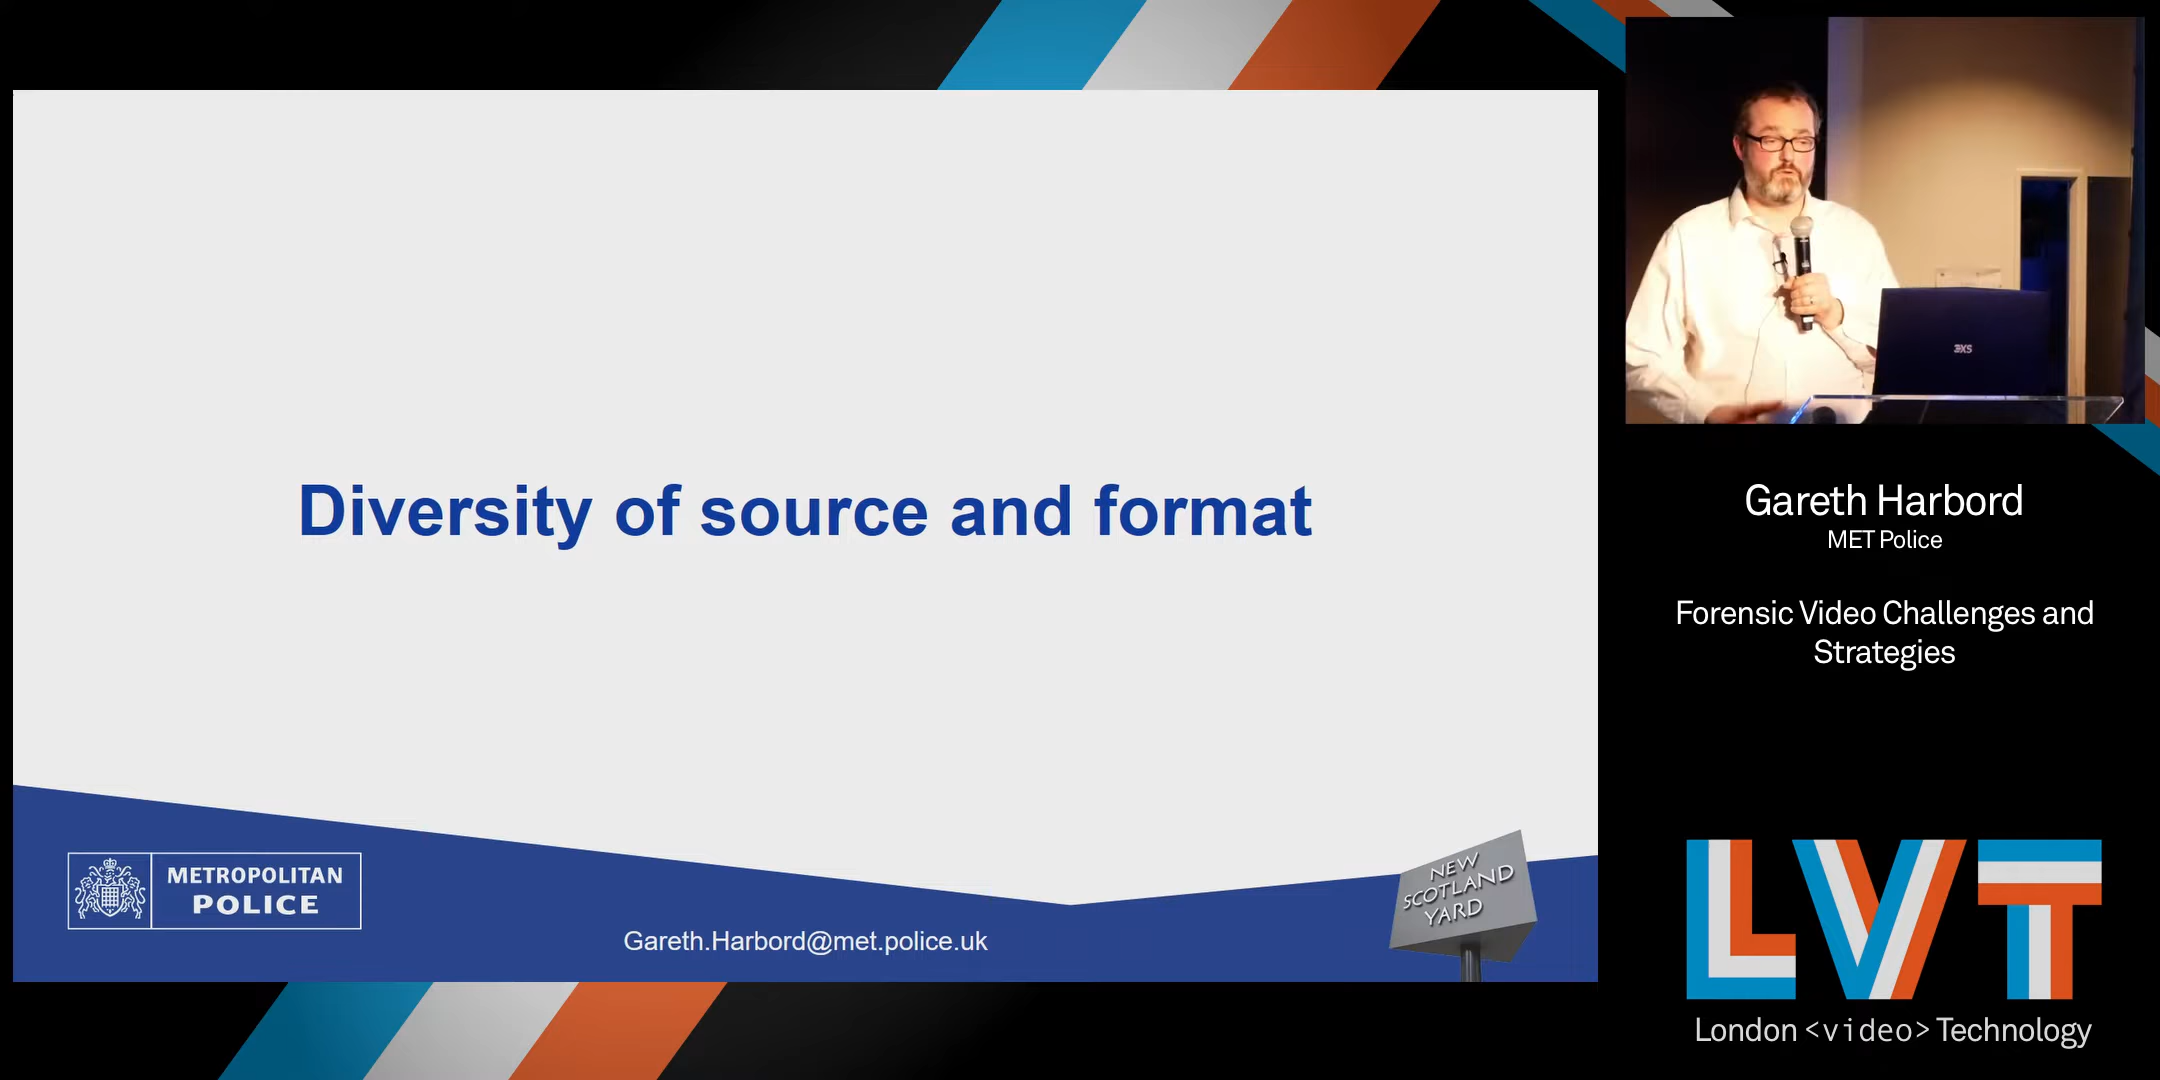 Diversity of source and format
METROPOLITAN
POLICE
Gareth.Harbord@met.police.uk
NEW
SCOTLAND
YARD
3XS
Gareth Harbord
MET Police
Forensic Video Challenges and
Strategies
LVT
London <video> Technology